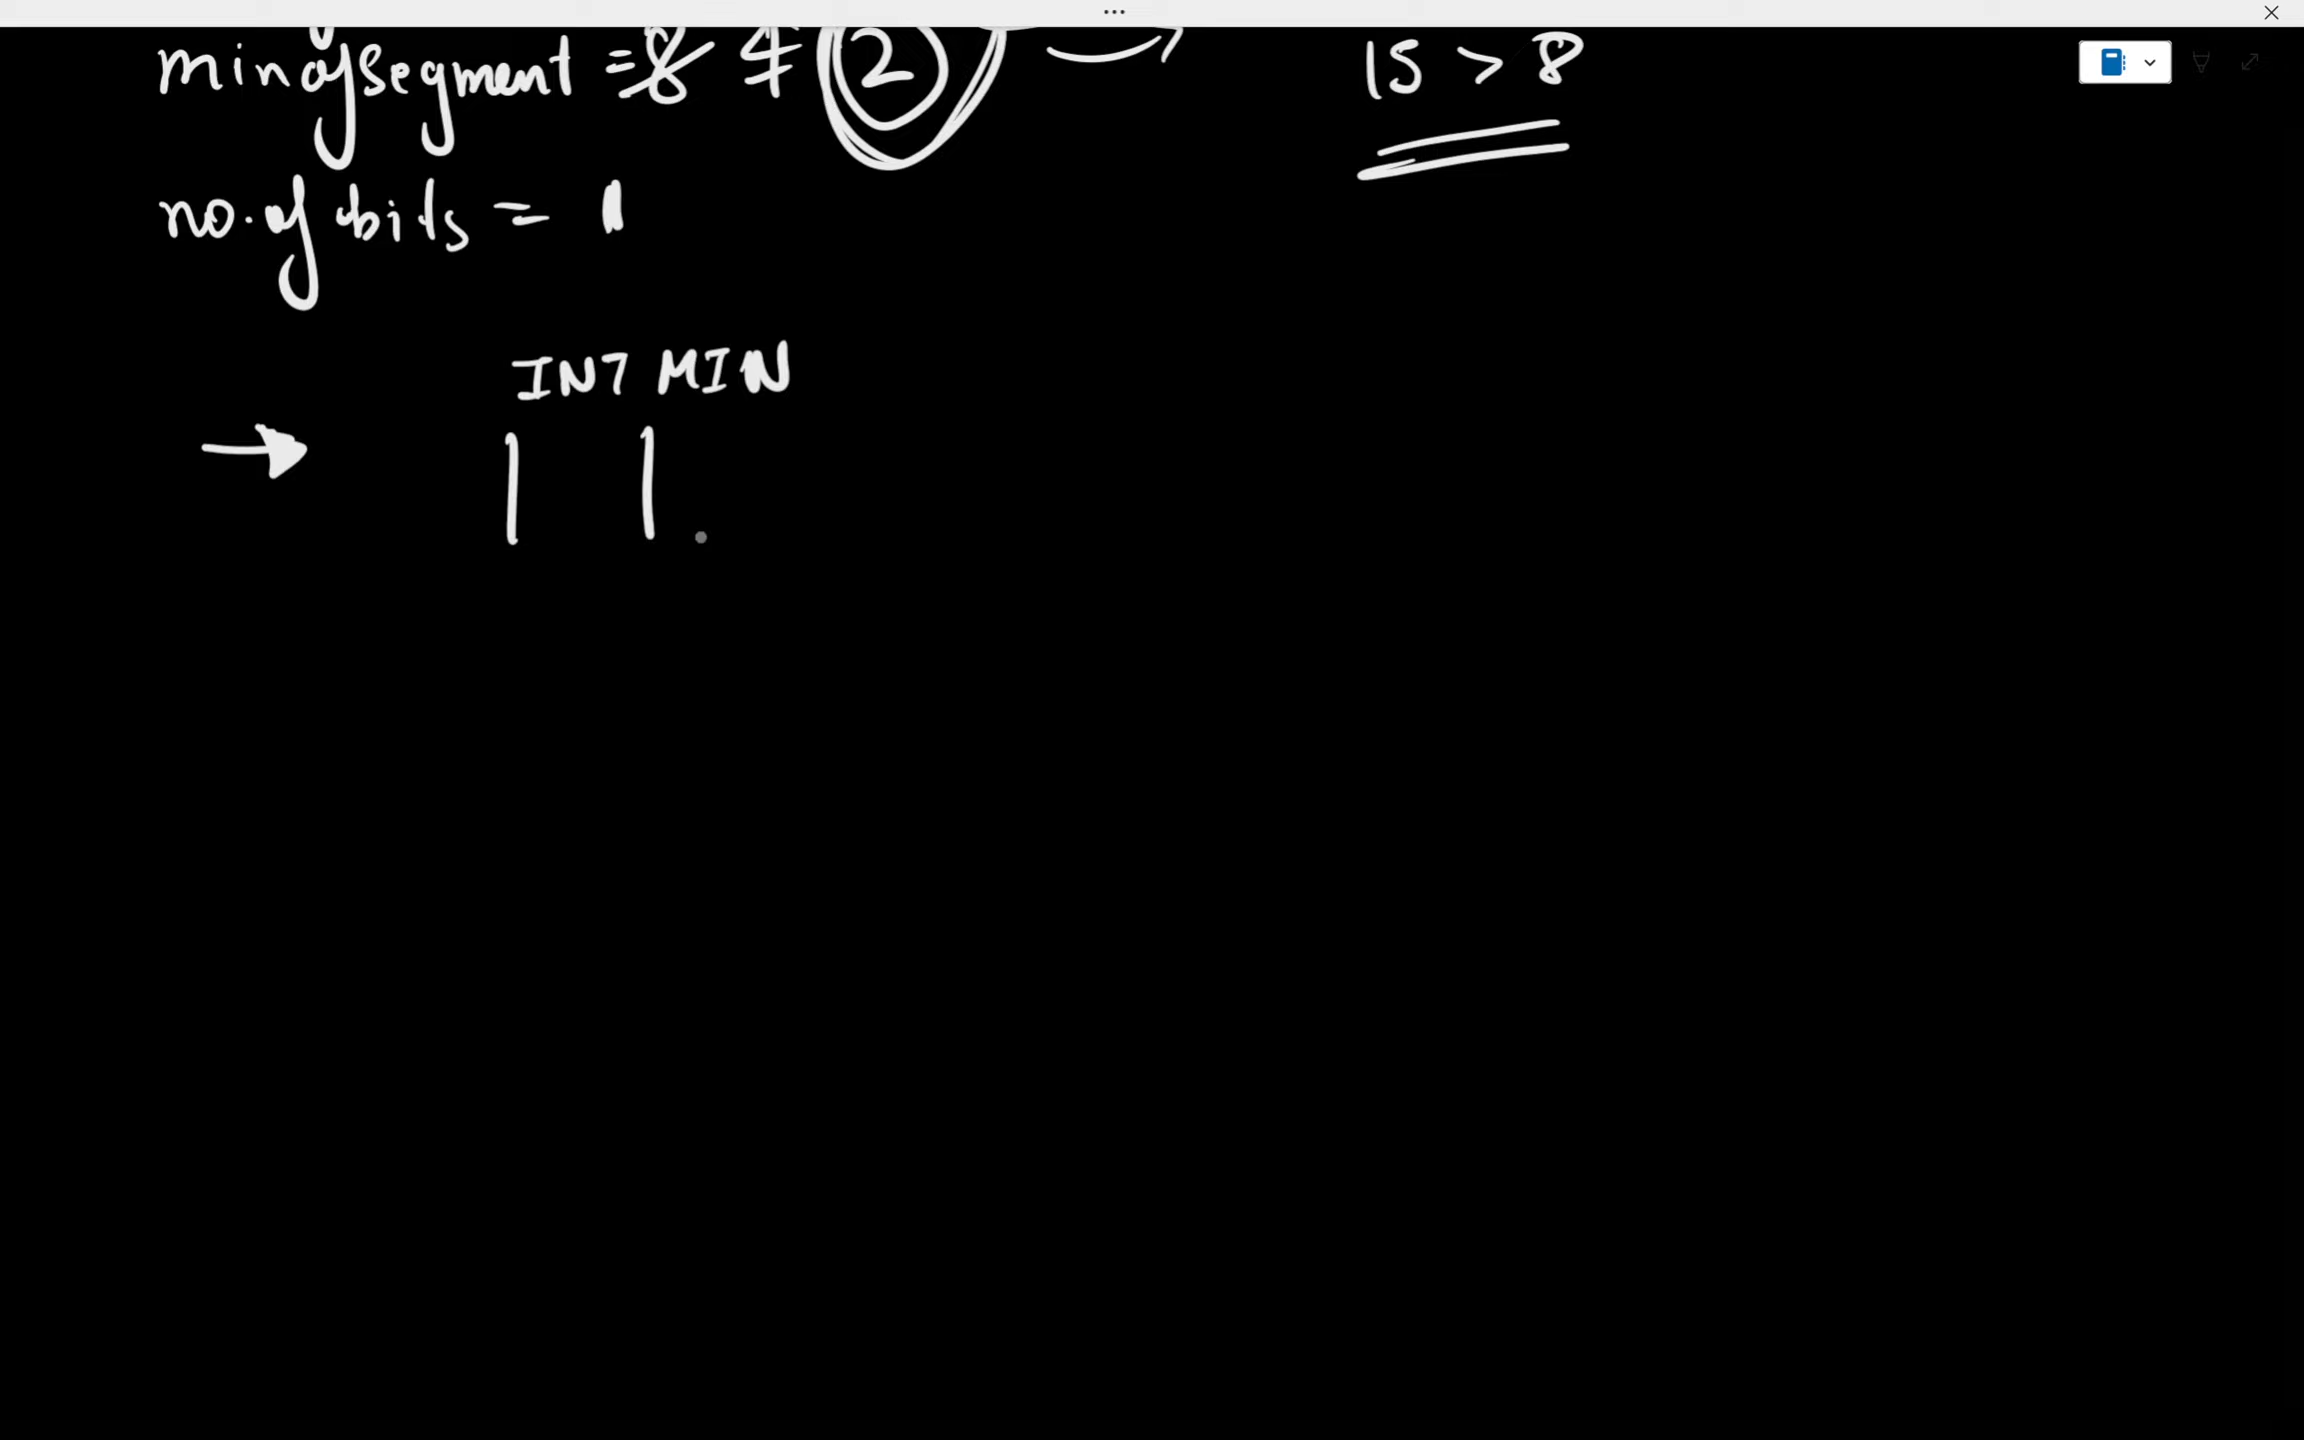 min of segment = 8 4 2
15 > 8
no. of bits = 1
INT MIN